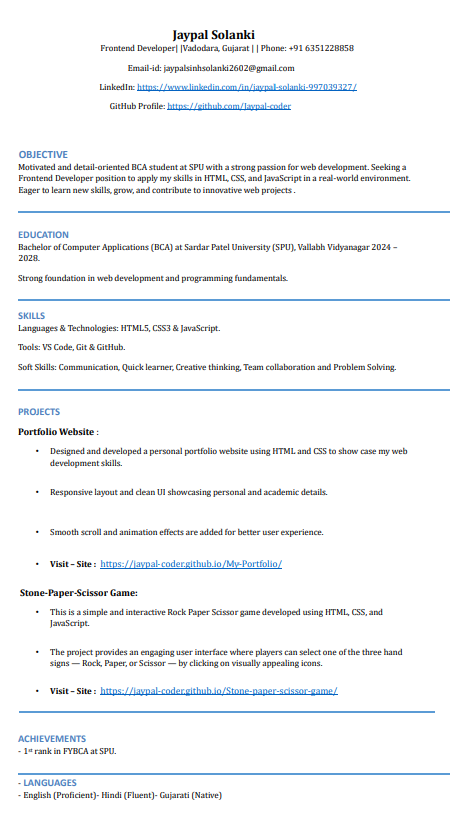 Jaypal Solanki
Frontend Developer| |Vadodara, Gujarat | | Phone: +91 6351228858
Email-id: jaypalsinhsolanki2602@gmail.com
LinkedIn: https://www.linkedin.com/in/jaypal-solanki-997039327/
GitHub Profile: https://github.com/Jaypal-coder
OBJECTIVE
Motivated and detail-oriented BCA student at SPU with a strong passion for web development. Seeking a
Frontend Developer position to apply my skills in HTML, CSS, and JavaScript in a real-world environment.
Eager to learn new skills, grow, and contribute to innovative web projects .
EDUCATION
Bachelor of Computer Applications (BCA) at Sardar Patel University (SPU), Vallabh Vidyanagar 2024 –
2028.
Strong foundation in web development and programming fundamentals.
SKILLS
Languages & Technologies: HTML5, CSS3 & JavaScript.
Tools: VS Code, Git & GitHub.
Soft Skills: Communication, Quick learner, Creative thinking, Team collaboration and Problem Solving.
PROJECTS
Portfolio Website :
• Designed and developed a personal portfolio website using HTML and CSS to show case my web
development skills.
• Responsive layout and clean UI showcasing personal and academic details.
• Smooth scroll and animation effects are added for better user experience.
• Visit – Site : https://jaypal-coder.github.io/My-Portfolio/
Stone-Paper-Scissor Game:
• This is a simple and interactive Rock Paper Scissor game developed using HTML, CSS, and
JavaScript.
• The project provides an engaging user interface where players can select one of the three hand
signs — Rock, Paper, or Scissor — by clicking on visually appealing icons.
• Visit – Site : https://jaypal-coder.github.io/Stone-paper-scissor-game/
ACHIEVEMENTS
- 1st rank in FYBCA at SPU.
- LANGUAGES
- English (Proficient)- Hindi (Fluent)- Gujarati (Native)